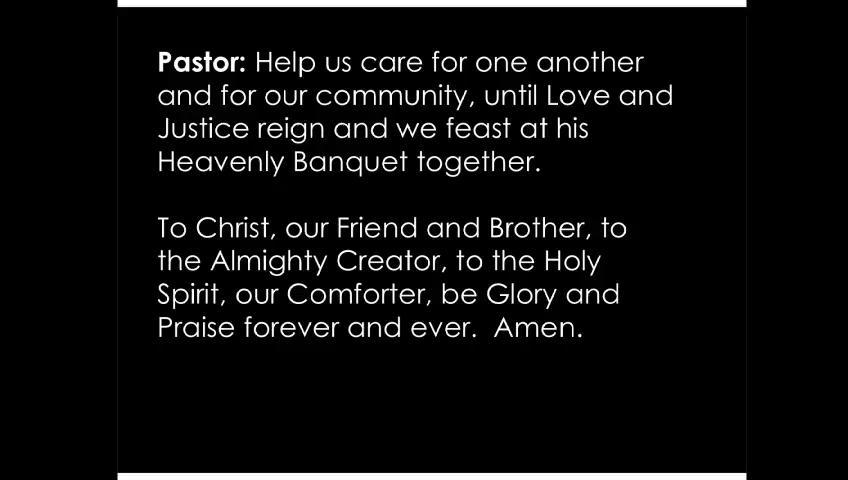 Pastor: Help us care for one another
and for our community, until Love and
Justice reign and we feast at his
Heavenly Banquet together.
To Christ, our Friend and Brother, to
the Almighty Creator, to the Holy
Spirit, our Comforter, be Glory and
Praise forever and ever.  Amen.